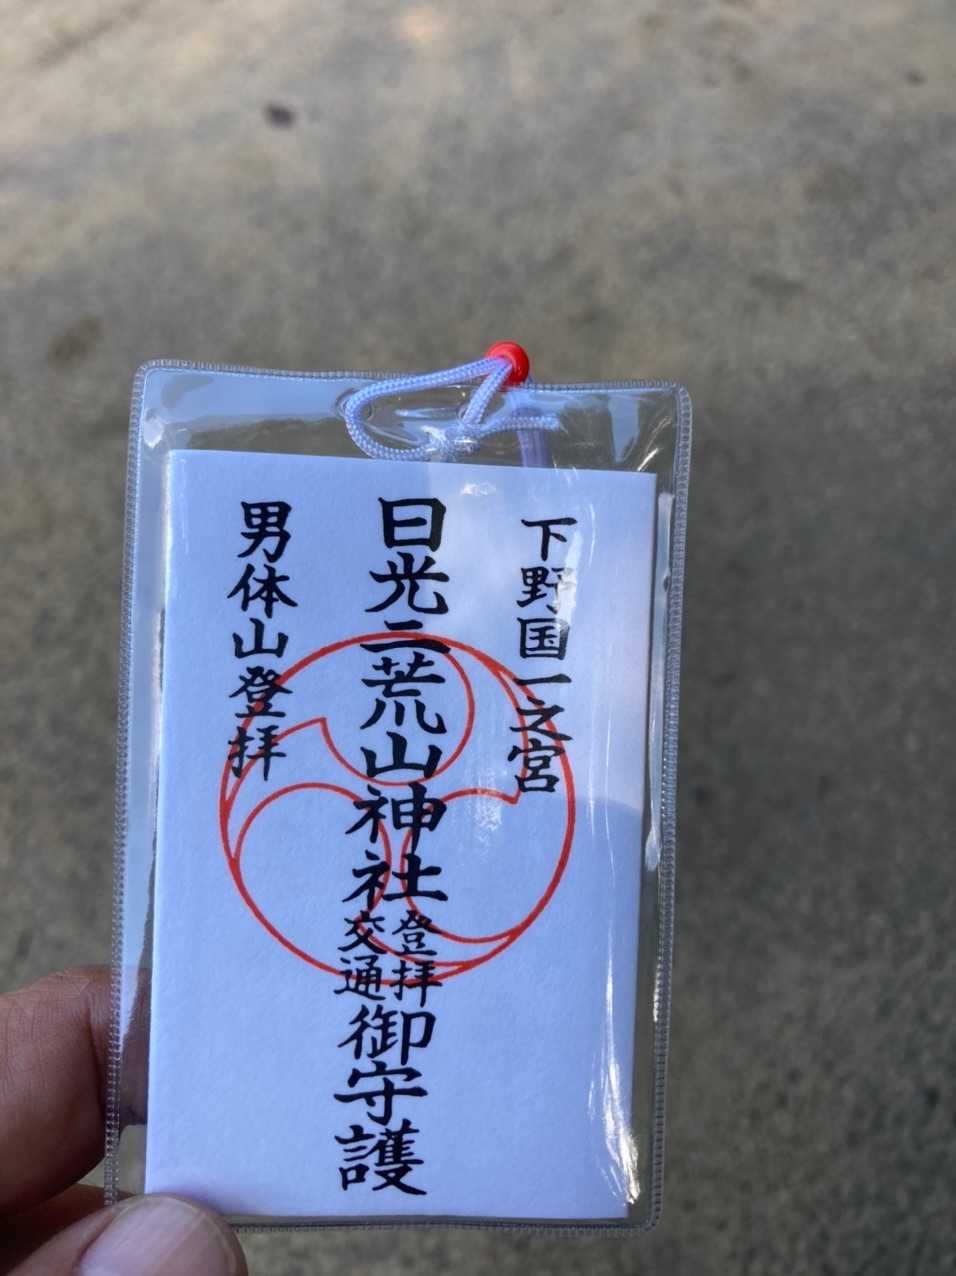 下野国一之宮
日光二荒山神社
登拝
交通
御守護
男体山登拝